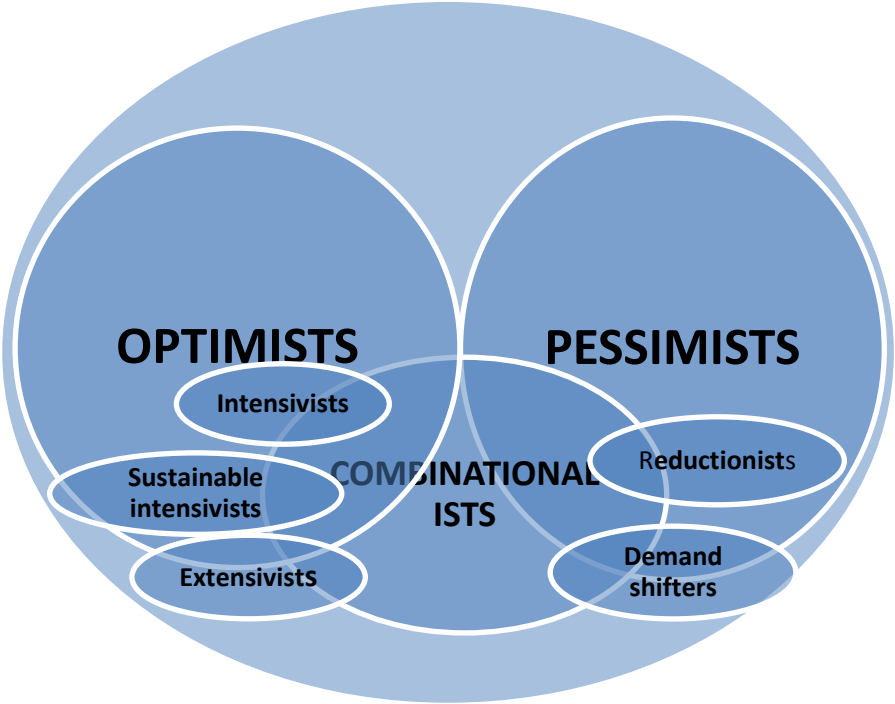 OPTIMISTS
PESSIMISTS
Intensivists
Reductionists
COMBINATIONAL
ISTS
Sustainable
intensivists
Extensivists
Demand
shifters